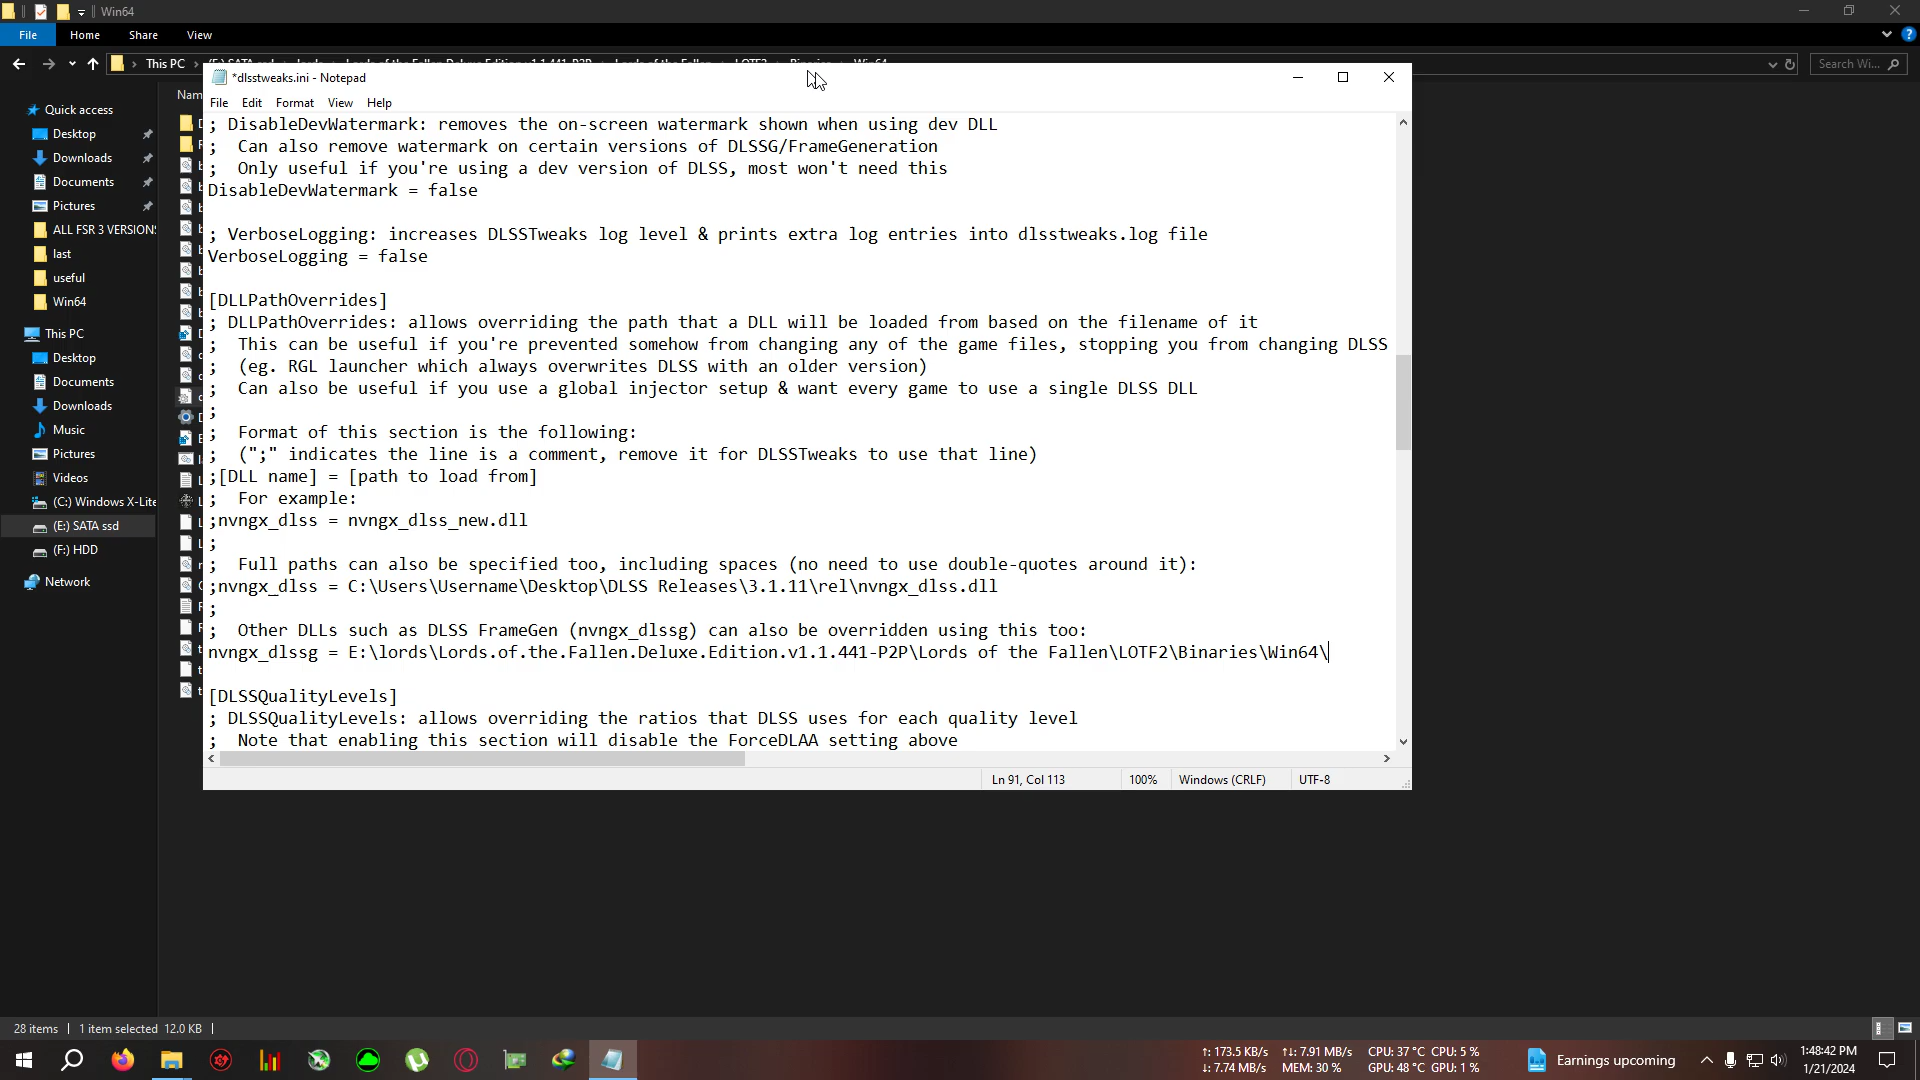 Win64
File Home Share View
This PC
Search Wi...
*dlsstweaks.ini - Notepad
File Edit Format View Help
Quick access
Desktop
Downloads
Documents
Pictures
ALL FSR 3 VERSIONS
last
useful
Win64
This PC
Desktop
Documents
Downloads
Music
Pictures
Videos
(C:) Windows X-Lite
(E:) SATA ssd
(F:) HDD
Network
; DisableDevWatermark: removes the on-screen watermark shown when using dev DLL
;  Can also remove watermark on certain versions of DLSSG/FrameGeneration
;  Only useful if you're using a dev version of DLSS, most won't need this
DisableDevWatermark = false
; VerboseLogging: increases DLSSTweaks log level & prints extra log entries into dlsstweaks.log file
VerboseLogging = false
[DLLPathOverrides]
; DLLPathOverrides: allows overriding the path that a DLL will be loaded from based on the filename of it
;  This can be useful if you're prevented somehow from changing any of the game files, stopping you from changing DLSS
;  (eg. RGL launcher which always overwrites DLSS with an older version)
;  Can also be useful if you use a global injector setup & want every game to use a single DLSS DLL
;
;  Format of this section is the following:
;  (";" indicates the line is a comment, remove it for DLSSTweaks to use that line)
;[DLL name] = [path to load from]
;  For example:
;nvngx_dlss = nvngx_dlss_new.dll
;
;  Full paths can also be specified too, including spaces (no need to use double-quotes around it):
;nvngx_dlss = C:\Users\Username\Desktop\DLSS Releases\3.1.11\rel\nvngx_dlss.dll
;
;  Other DLLs such as DLSS FrameGen (nvngx_dlssg) can also be overridden using this too:
nvngx_dlssg = E:\lords\Lords.of.the.Fallen.Deluxe.Edition.v1.1.441-P2P\Lords of the Fallen\LOTF2\Binaries\Win64\
[DLSSQualityLevels]
; DLSSQualityLevels: allows overriding the ratios that DLSS uses for each quality level
;  Note that enabling this section will disable the ForceDLAA setting above
Ln 91, Col 113 100% Windows (CRLF) UTF-8
28 items 1 item selected 12.0 KB
↑: 173.5 KB/s ↑↓: 7.91 MB/s CPU: 37 °C CPU: 5 %
↓: 7.74 MB/s MEM: 30 % GPU: 48 °C GPU: 1 %
Earnings upcoming
1:48:42 PM
1/21/2024